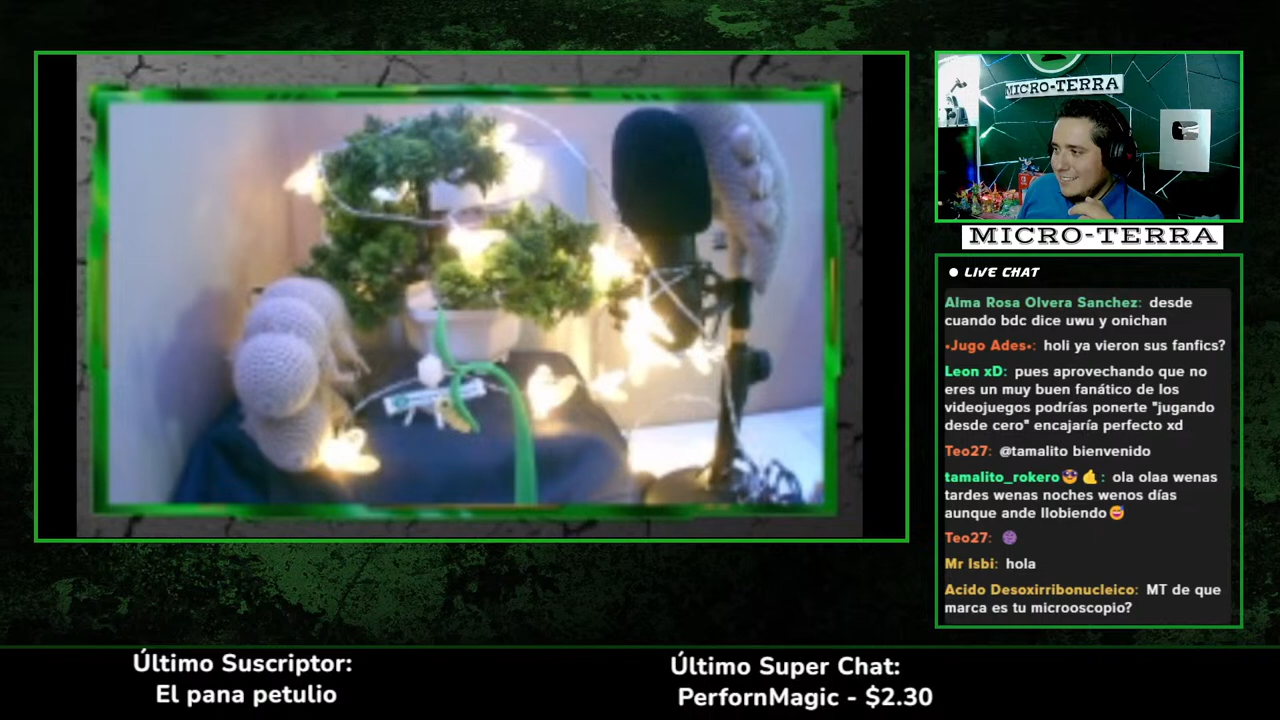 MICRO-TERRA
MICRO-TERRA
LIVE CHAT
Alma Rosa Olvera Sanchez: desde
cuando bdc dice uwu y onichan
•Jugo Ades•: holi ya vieron sus fanfics?
Leon xD: pues aprovechando que no
eres un muy buen fanático de los
videojuegos podrías ponerte "jugando
desde cero" encajaría perfecto xd
Teo27: @tamalito bienvenido
tamalito_rokero😎🤙: ola olaa wenas
tardes wenas noches wenos días
aunque ande llobiendo😅
Teo27:
Mr Isbi: hola
Acido Desoxirribonucleico: MT de que
marca es tu microoscopio?
Último Suscriptor:
El pana petulio
Último Super Chat:
PerfornMagic - $2.30